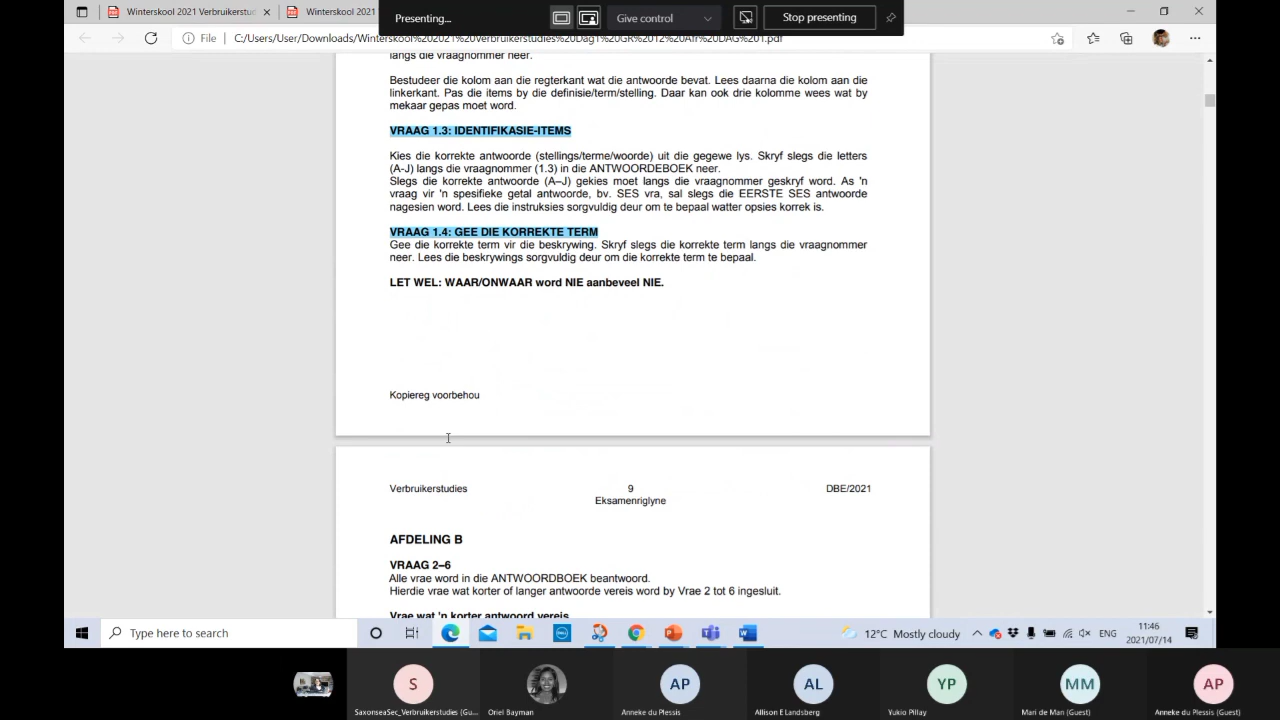 Winterskool 2021 Verbruikerstud
Winterskool 2021
Presenting...
Give control
Stop presenting
File
C:/Users/User/Downloads/Winterskool%202021%20Verbruikerstudies%20Dag1%20GR%2012%20Afr%20DAG%201.pdf
langs die vraagnommer neer.
Bestudeer die kolom aan die regterkant wat die antwoorde bevat. Lees daarna die kolom aan die
linkerkant. Pas die items by die definisie/term/stelling. Daar kan ook drie kolomme wees wat by
mekaar gepas moet word.
VRAAG 1.3: IDENTIFIKASIE-ITEMS
Kies die korrekte antwoorde (stellings/terme/woorde) uit die gegewe lys. Skryf slegs die letters
(A-J) langs die vraagnommer (1.3) in die ANTWOORDEBOEK neer.
Slegs die korrekte antwoorde (A–J) gekies moet langs die vraagnommer geskryf word. As 'n
vraag vir 'n spesifieke getal antwoorde, bv. SES vra, sal slegs die EERSTE SES antwoorde
nagesien word. Lees die instruksies sorgvuldig deur om te bepaal watter opsies korrek is.
VRAAG 1.4: GEE DIE KORREKTE TERM
Gee die korrekte term vir die beskrywing. Skryf slegs die korrekte term langs die vraagnommer
neer. Lees die beskrywings sorgvuldig deur om die korrekte term te bepaal.
LET WEL: WAAR/ONWAAR word NIE aanbeveel NIE.
Kopiereg voorbehou
Verbruikerstudies
9
DBE/2021
Eksamenriglyne
AFDELING B
VRAAG 2–6
Alle vrae word in die ANTWOORDBOEK beantwoord.
Hierdie vrae wat korter of langer antwoorde vereis word by Vrae 2 tot 6 ingesluit.
Vrae wat 'n korter antwoord vereis
Type here to search
12°C Mostly cloudy
ENG
11:46
2021/07/14
S
AP
AL
YP
MM
AP
SaxonseaSec_Verbruikerstudies (Gu...
Oriel Bayman
Anneke du Plessis
Allison E Landsberg
Yukio Pillay
Mari de Man (Guest)
Anneke du Plessis (Guest)